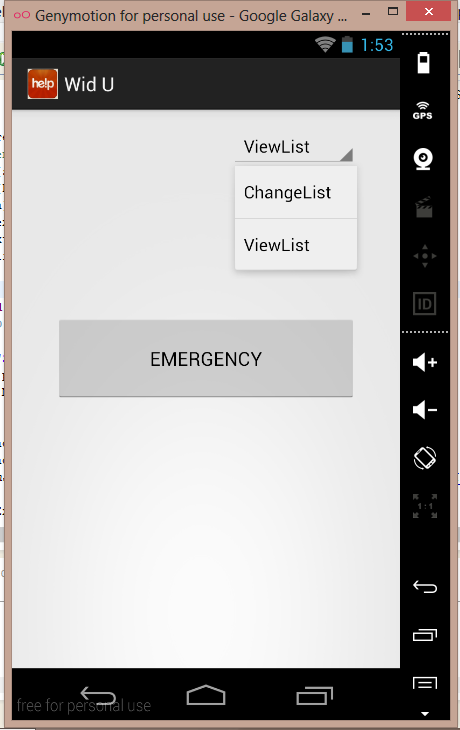 Genymotion for personal use - Google Galaxy ...
1:53
help Wid U
GPS
ViewList
ChangeList
ViewList
ID
EMERGENCY
1:1
free for personal use